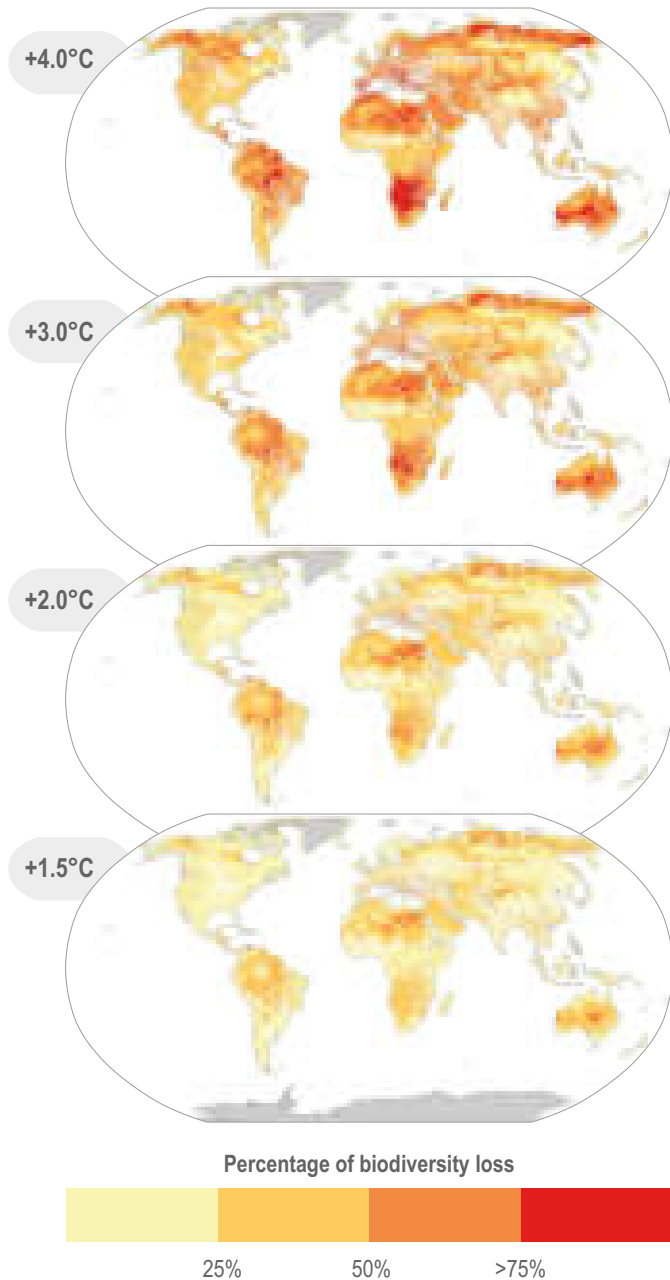 +4.0°C
+3.0°C
+2.0°C
+1.5°C
Percentage of biodiversity loss
25% 50% >75%